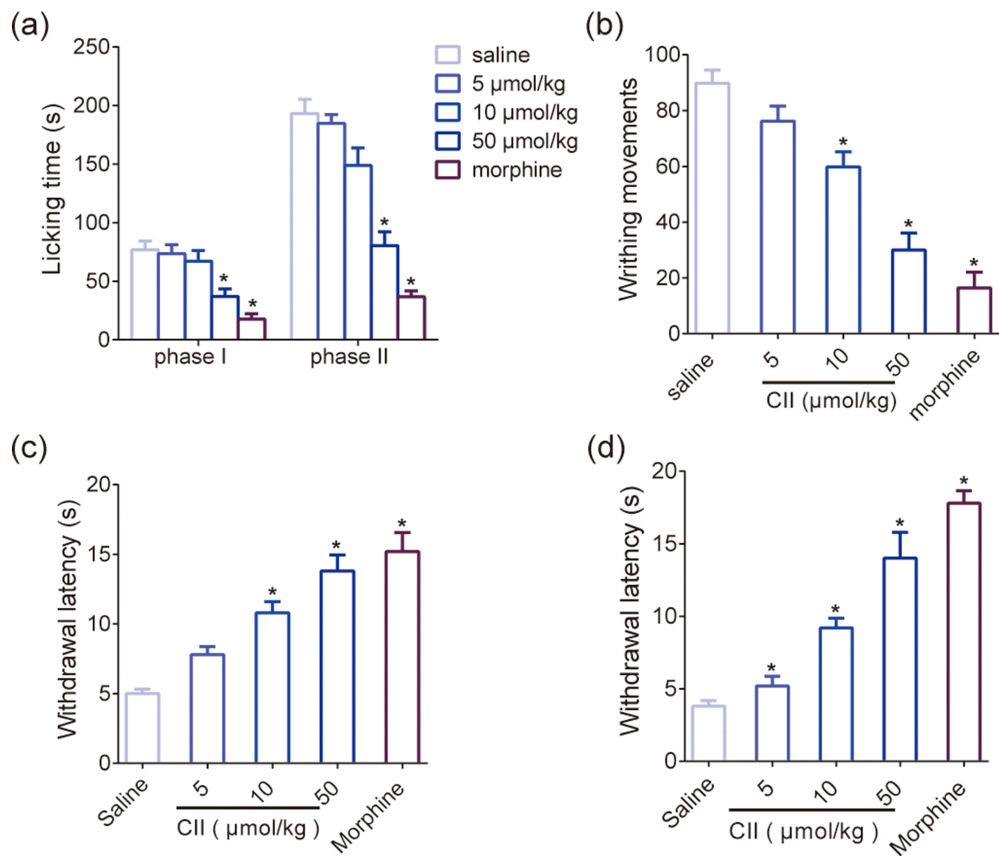 (a)
Licking time (s)
250
200
150
100
50
0
* * * *
phase I phase II
saline
5 µmol/kg
10 µmol/kg
50 µmol/kg
morphine
(b)
Writhing movements
100
80
60
40
20
0
* * *
saline 5 10 50 morphine
CII (µmol/kg)
(c)
Withdrawal latency (s)
20
15
10
5
0
* * *
Saline 5 10 50 Morphine
CII ( µmol/kg )
(d)
Withdrawal latency (s)
20
15
10
5
0
* * * *
Saline 5 10 50 Morphine
CII ( µmol/kg )